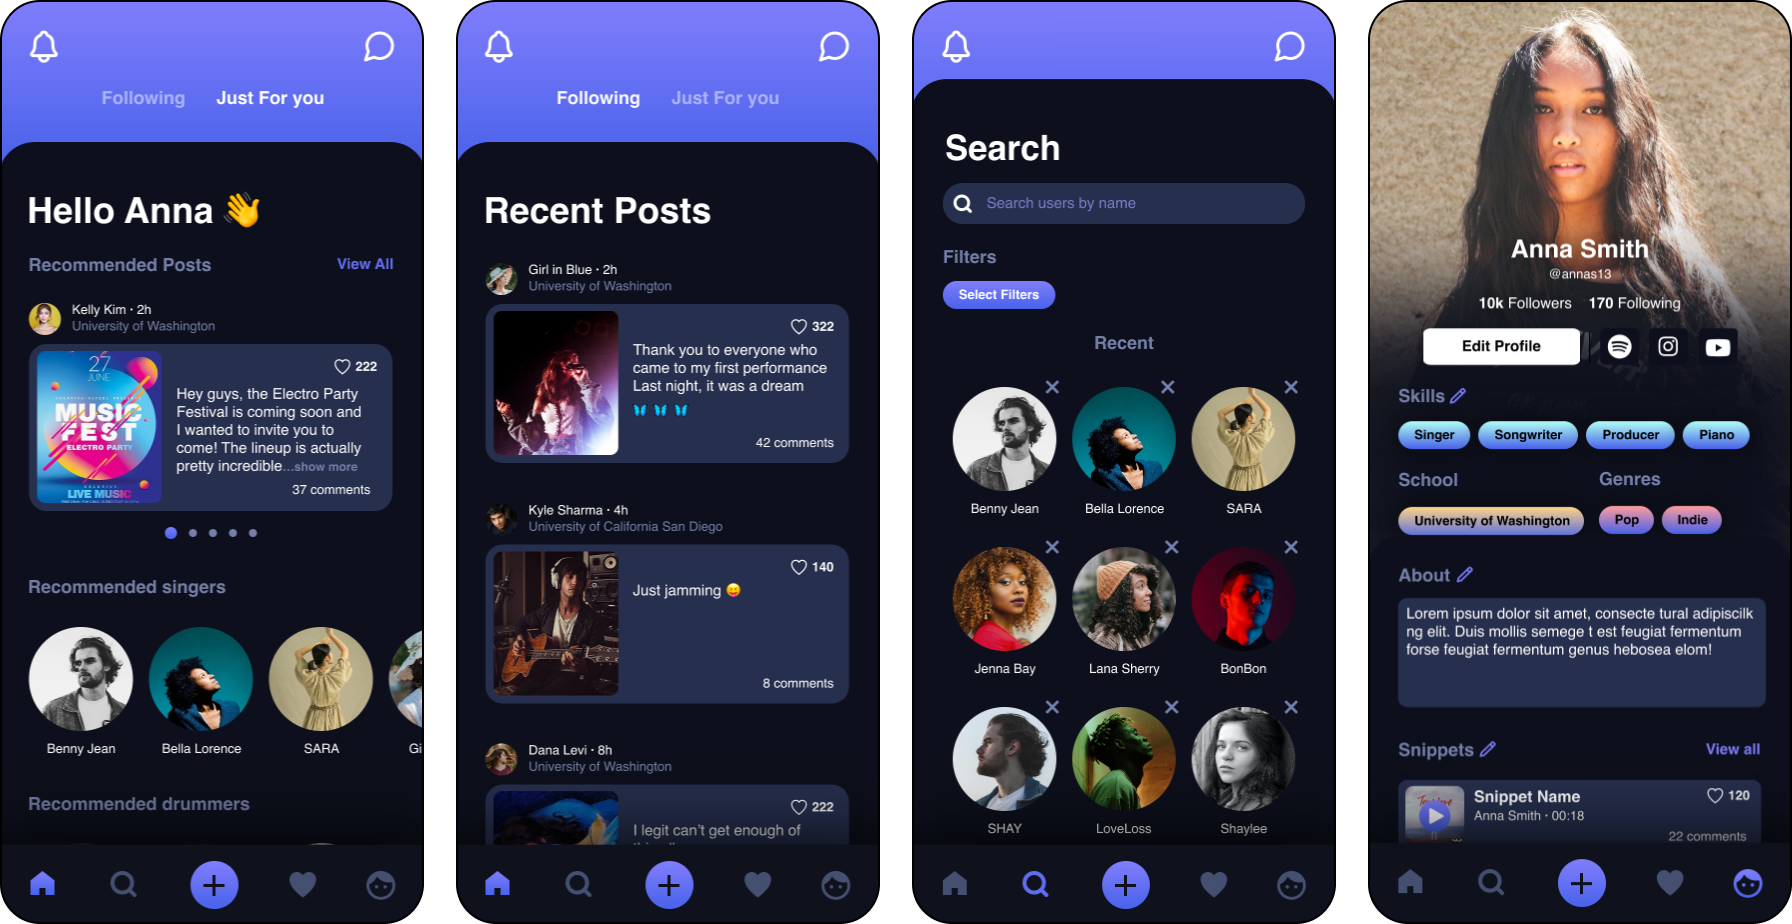 Following Just For you
Hello Anna 👋
Recommended Posts View All
Kelly Kim · 2h
University of Washington
27
JUNE
MUSIC
FEST
ELECTRO PARTY
LIVE MUSIC
222
Hey guys, the Electro Party
Festival is coming soon and
I wanted to invite you to
come! The lineup is actually
pretty incredible...show more
37 comments
Recommended singers
Benny Jean Bella Lorence SARA Gi
Recommended drummers
Following Just For you
Recent Posts
Girl in Blue · 2h
University of Washington
322
Thank you to everyone who
came to my first performance
Last night, it was a dream
🦋 🦋 🦋
42 comments
Kyle Sharma · 4h
University of California San Diego
140
Just jamming 😛
8 comments
Dana Levi · 8h
University of Washington
222
I legit can't get enough of
Search
Search users by name
Filters
Select Filters
Recent
Benny Jean Bella Lorence SARA
Jenna Bay Lana Sherry BonBon
SHAY LoveLoss Shaylee
Anna Smith
@annas13
10k Followers 170 Following
Edit Profile
Skills
Singer Songwriter Producer Piano
School Genres
University of Washington Pop Indie
About
Lorem ipsum dolor sit amet, consecte tural adipiscilk
ng elit. Duis mollis semege t est feugiat fermentum
forse feugiat fermentum genus hebosea elom!
Snippets View all
Snippet Name 120
Anna Smith · 00:18
22 comments